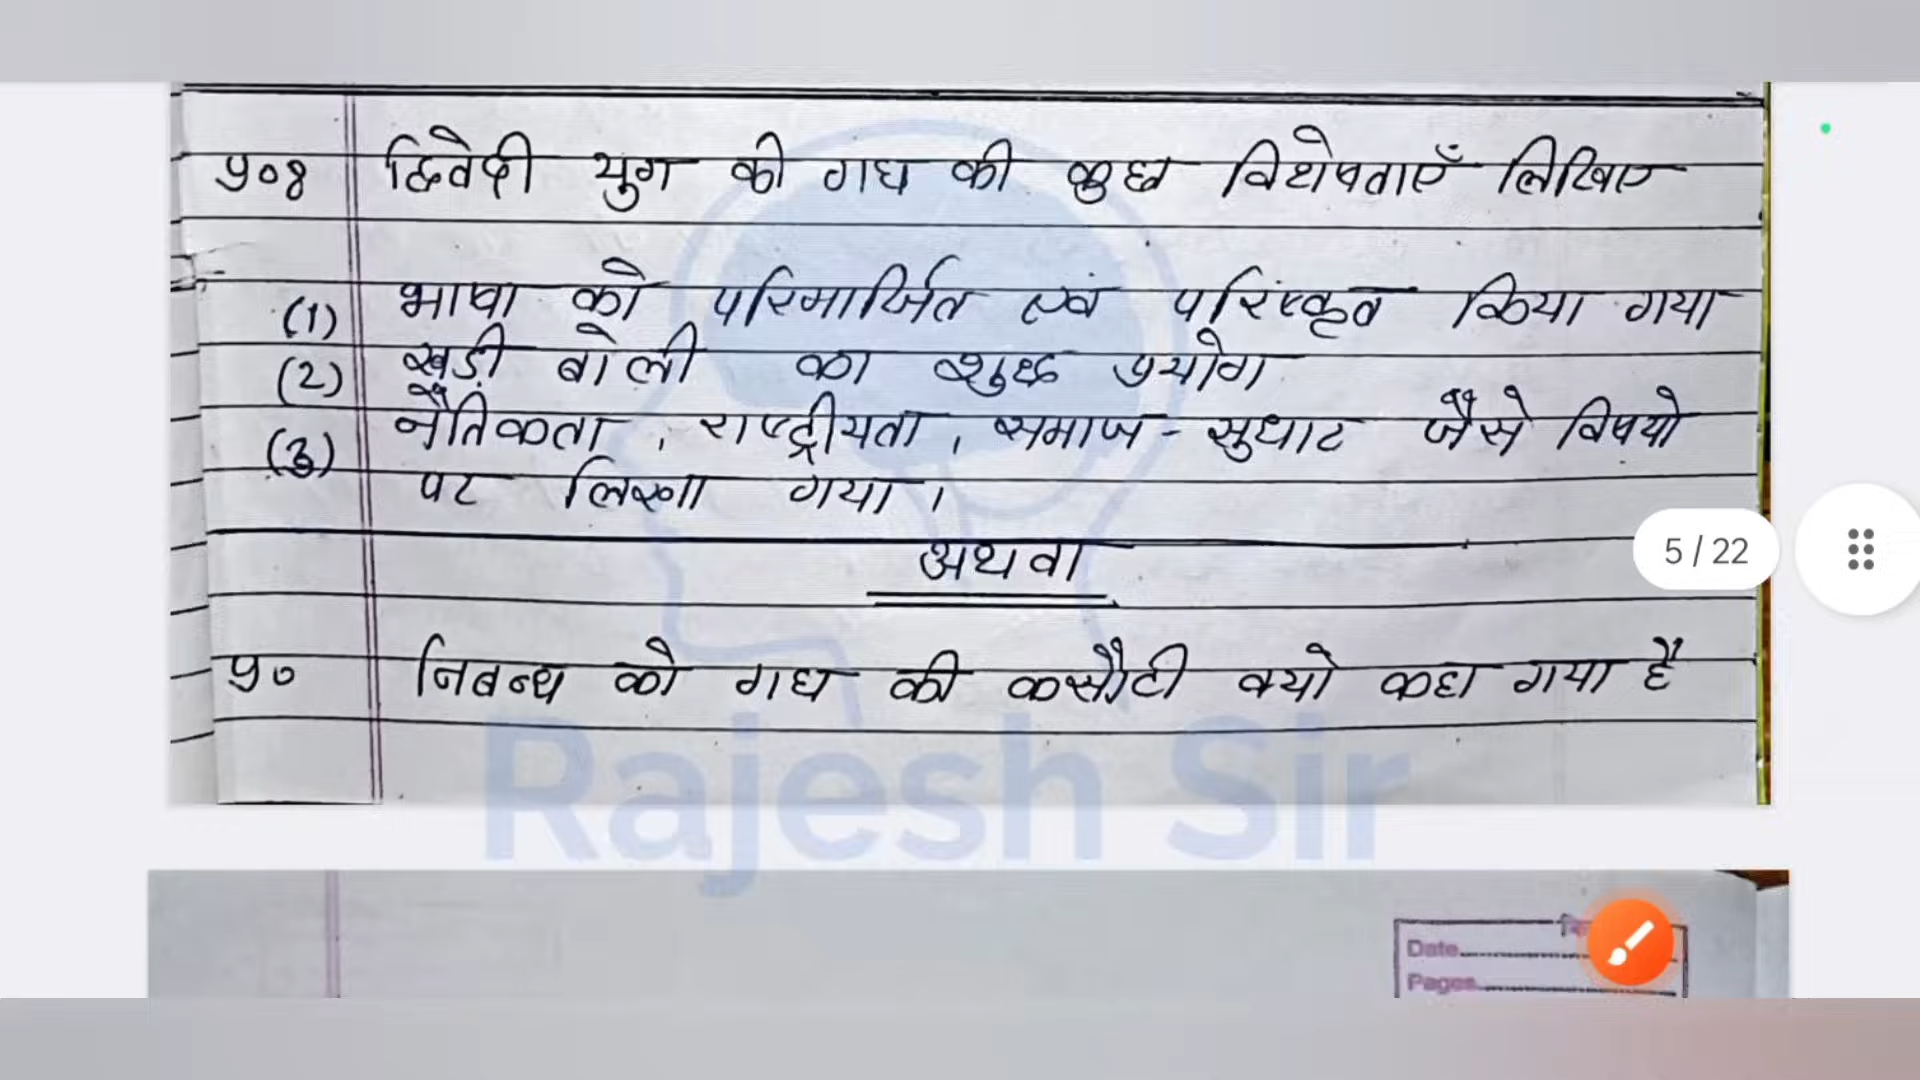 प्र०8 द्विवेदी युग की गद्य की कुछ विशेषताएँ लिखिए
(1) भाषा को परिमार्जित एवं परिष्कृत किया गया
(2) खड़ी बोली का शुद्ध प्रयोग
(3) नैतिकता, राष्ट्रीयता, समाज-सुधार जैसे विषयो
पर लिखा गया।
अथवा
5 / 22
प्र० निबन्ध को गद्य की कसौटी क्यो कहा गया है
Rajesh Sir
Date
Pages